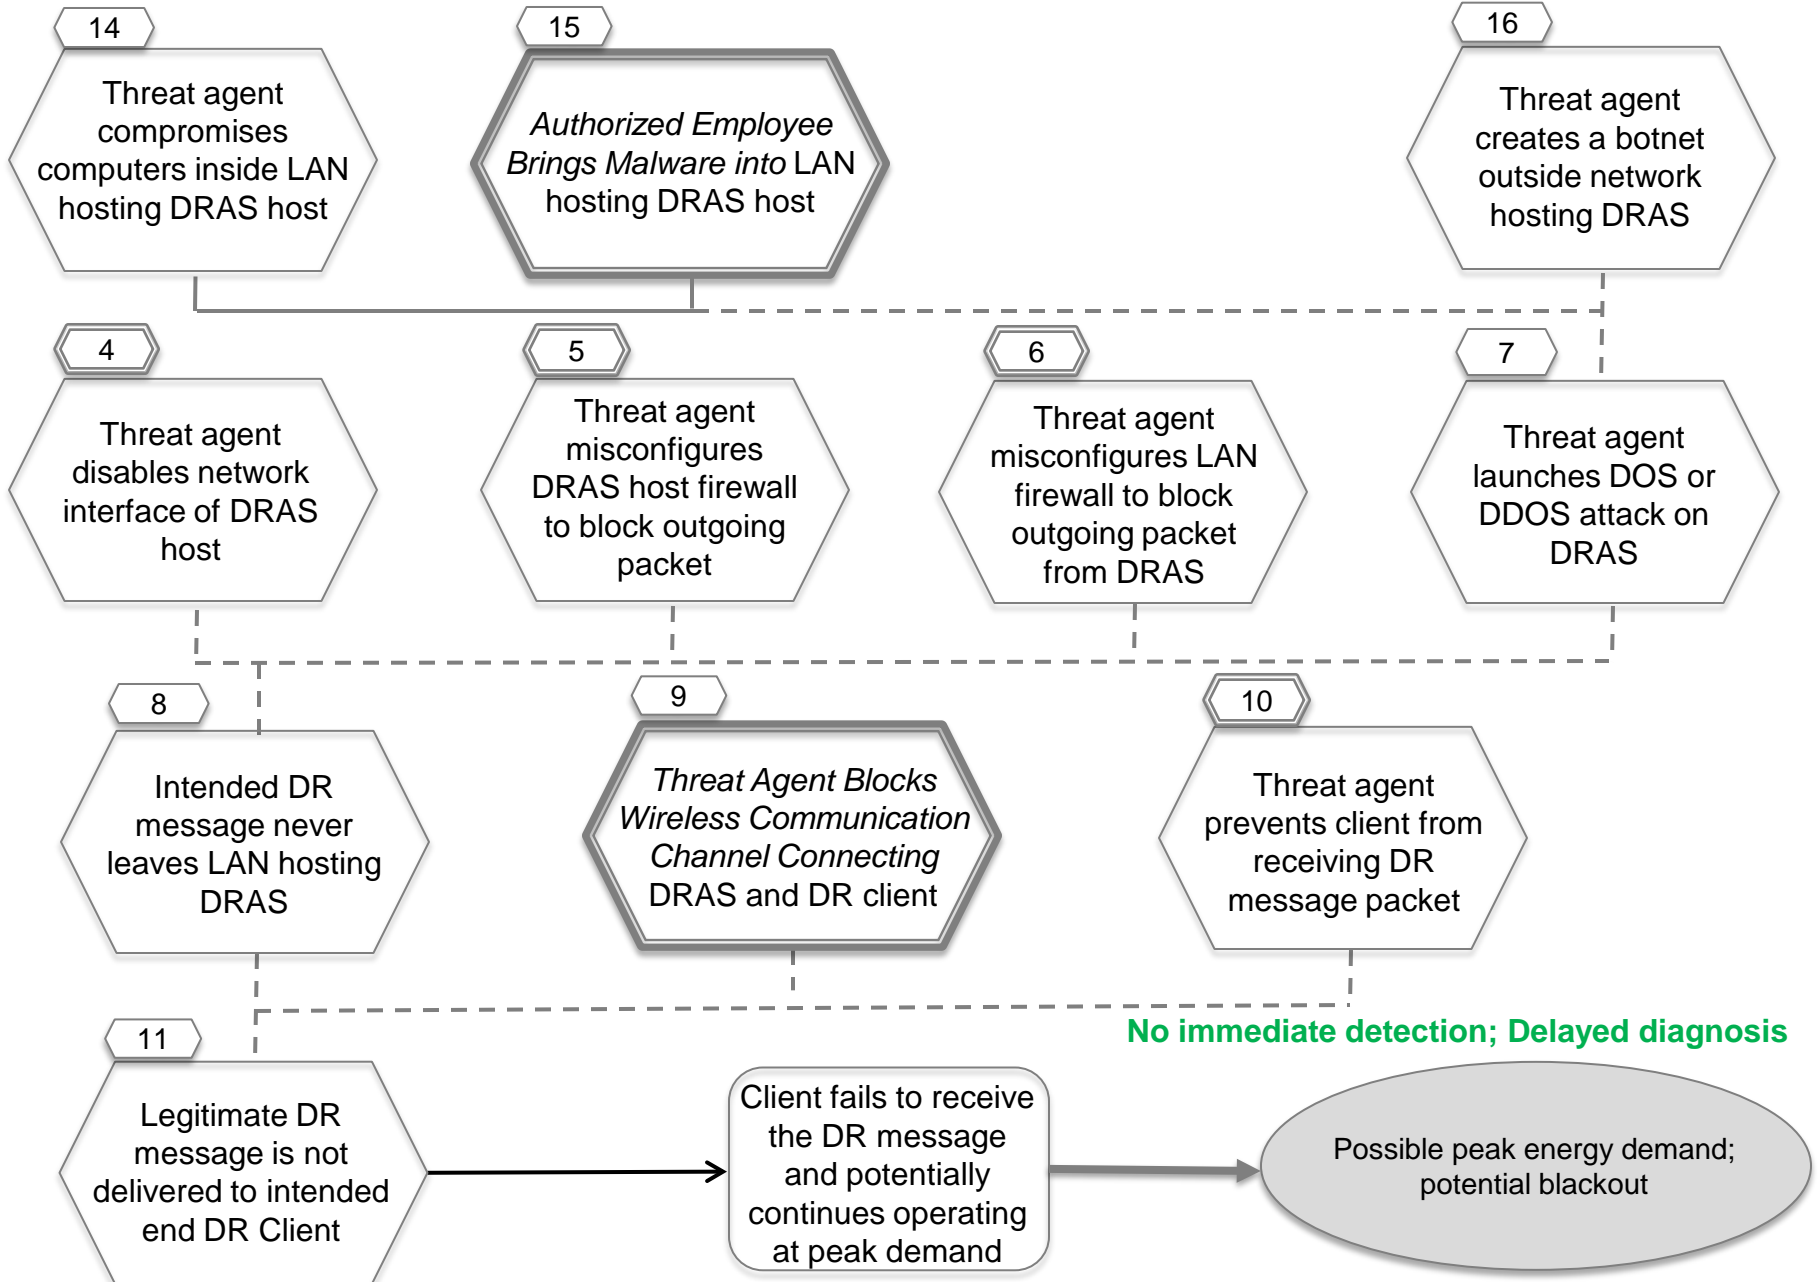 14
Threat agent
compromises
computers inside LAN
hosting DRAS host
15
Authorized Employee
Brings Malware into LAN
hosting DRAS host
16
Threat agent
creates a botnet
outside network
hosting DRAS
4
Threat agent
disables network
interface of DRAS
host
5
Threat agent
misconfigures
DRAS host firewall
to block outgoing
packet
6
Threat agent
misconfigures LAN
firewall to block
outgoing packet
from DRAS
7
Threat agent
launches DOS or
DDOS attack on
DRAS
8
Intended DR
message never
leaves LAN hosting
DRAS
9
Threat Agent Blocks
Wireless Communication
Channel Connecting
DRAS and DR client
10
Threat agent
prevents client from
receiving DR
message packet
No immediate detection; Delayed diagnosis
11
Legitimate DR
message is not
delivered to intended
end DR Client
Client fails to receive
the DR message
and potentially
continues operating
at peak demand
Possible peak energy demand;
potential blackout